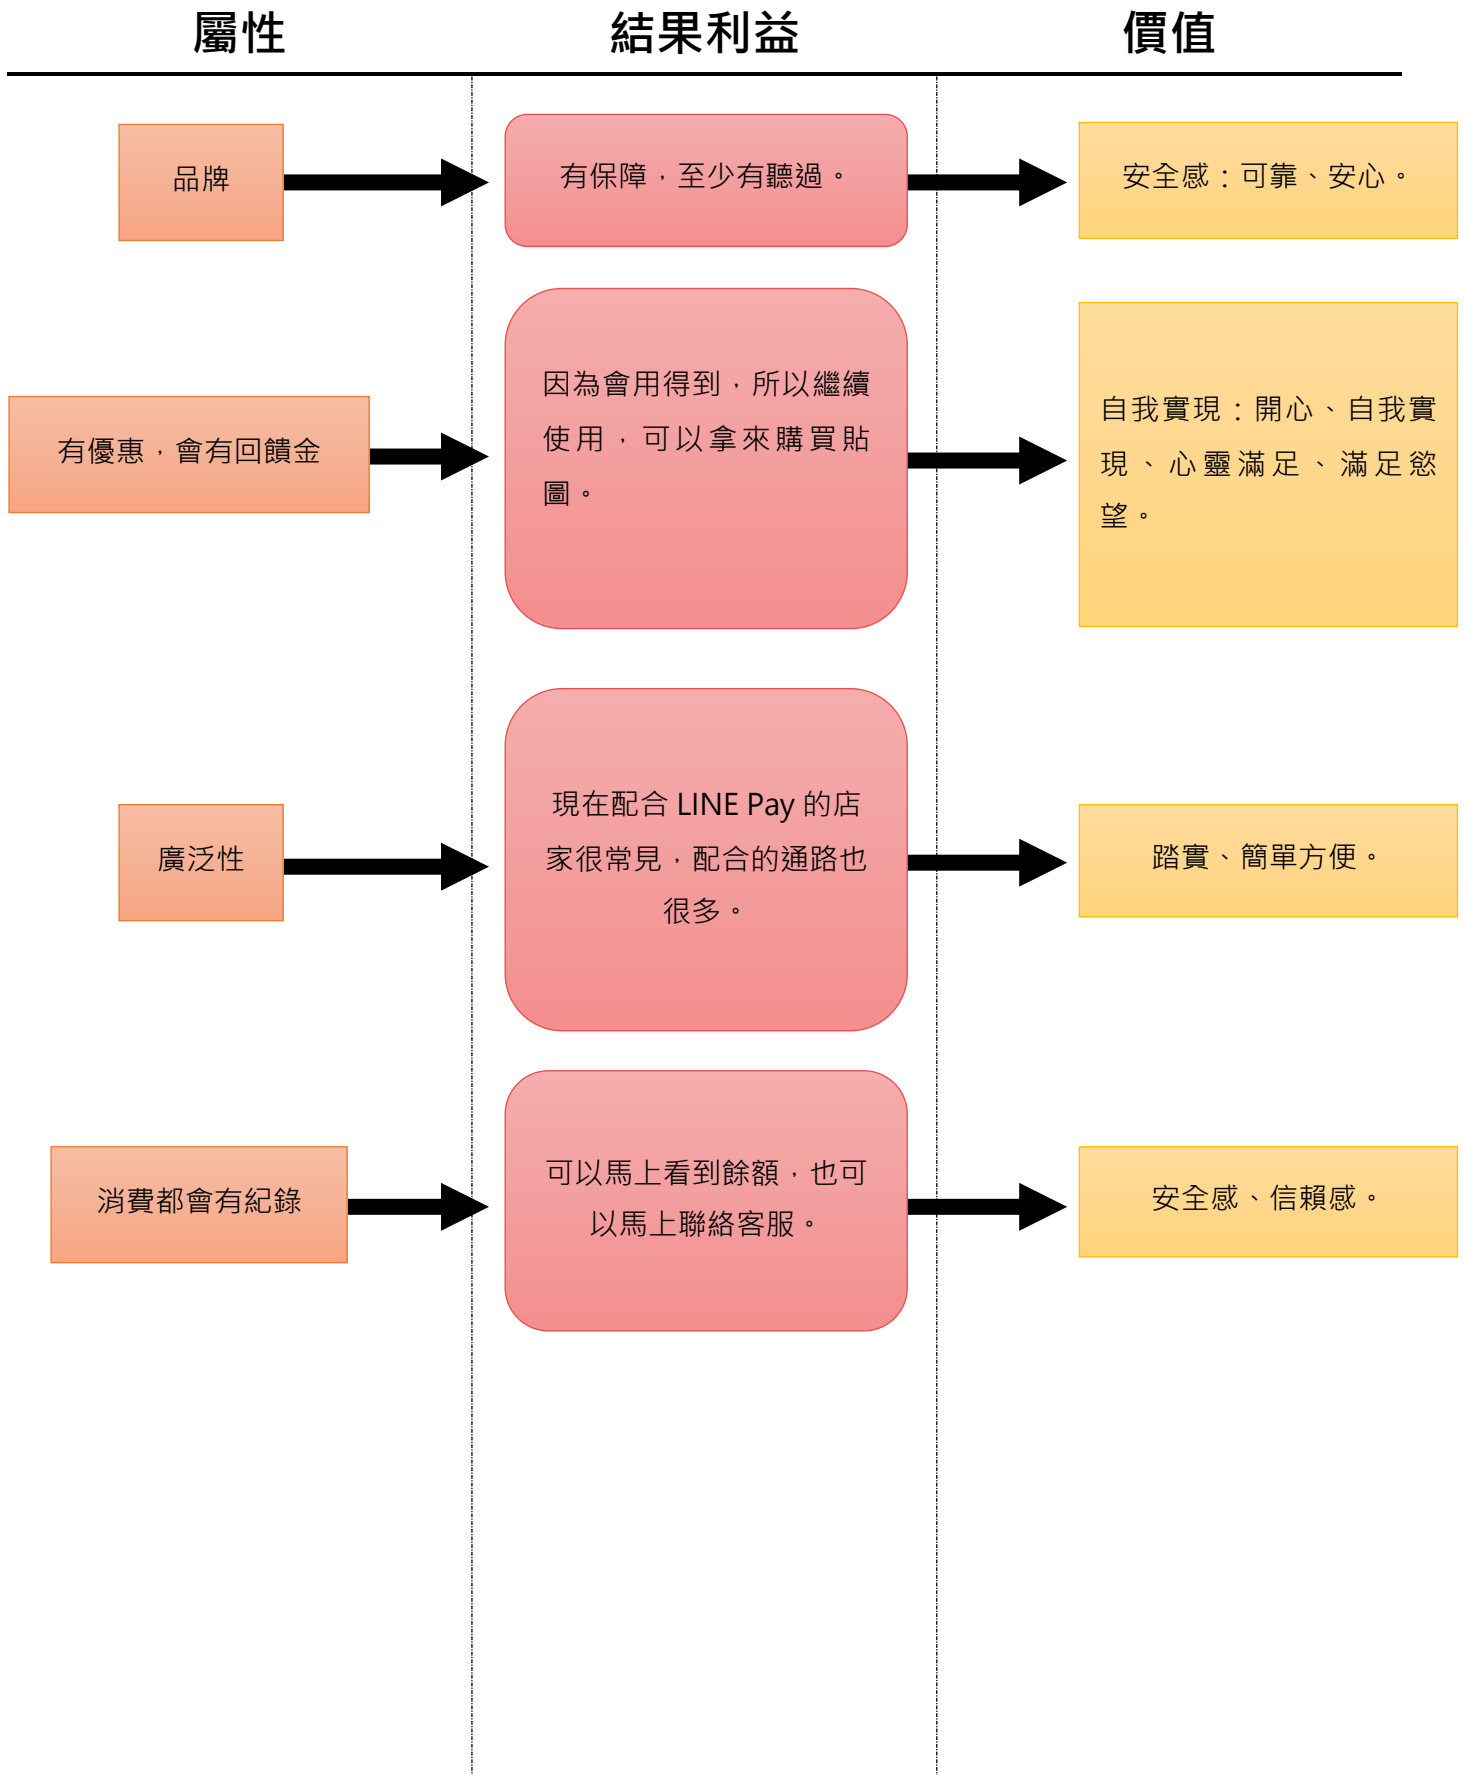 屬性
結果利益
價值
品牌
有保障，至少有聽過。
安全感：可靠、安心。
有優惠，會有回饋金
因為會用得到，所以繼續
使用，可以拿來購買貼
圖。
自我實現：開心、自我實
現、心靈滿足、滿足慾
望。
廣泛性
現在配合 LINE Pay 的店
家很常見，配合的通路也
很多。
踏實、簡單方便。
消費都會有紀錄
可以馬上看到餘額，也可
以馬上聯絡客服。
安全感、信賴感。